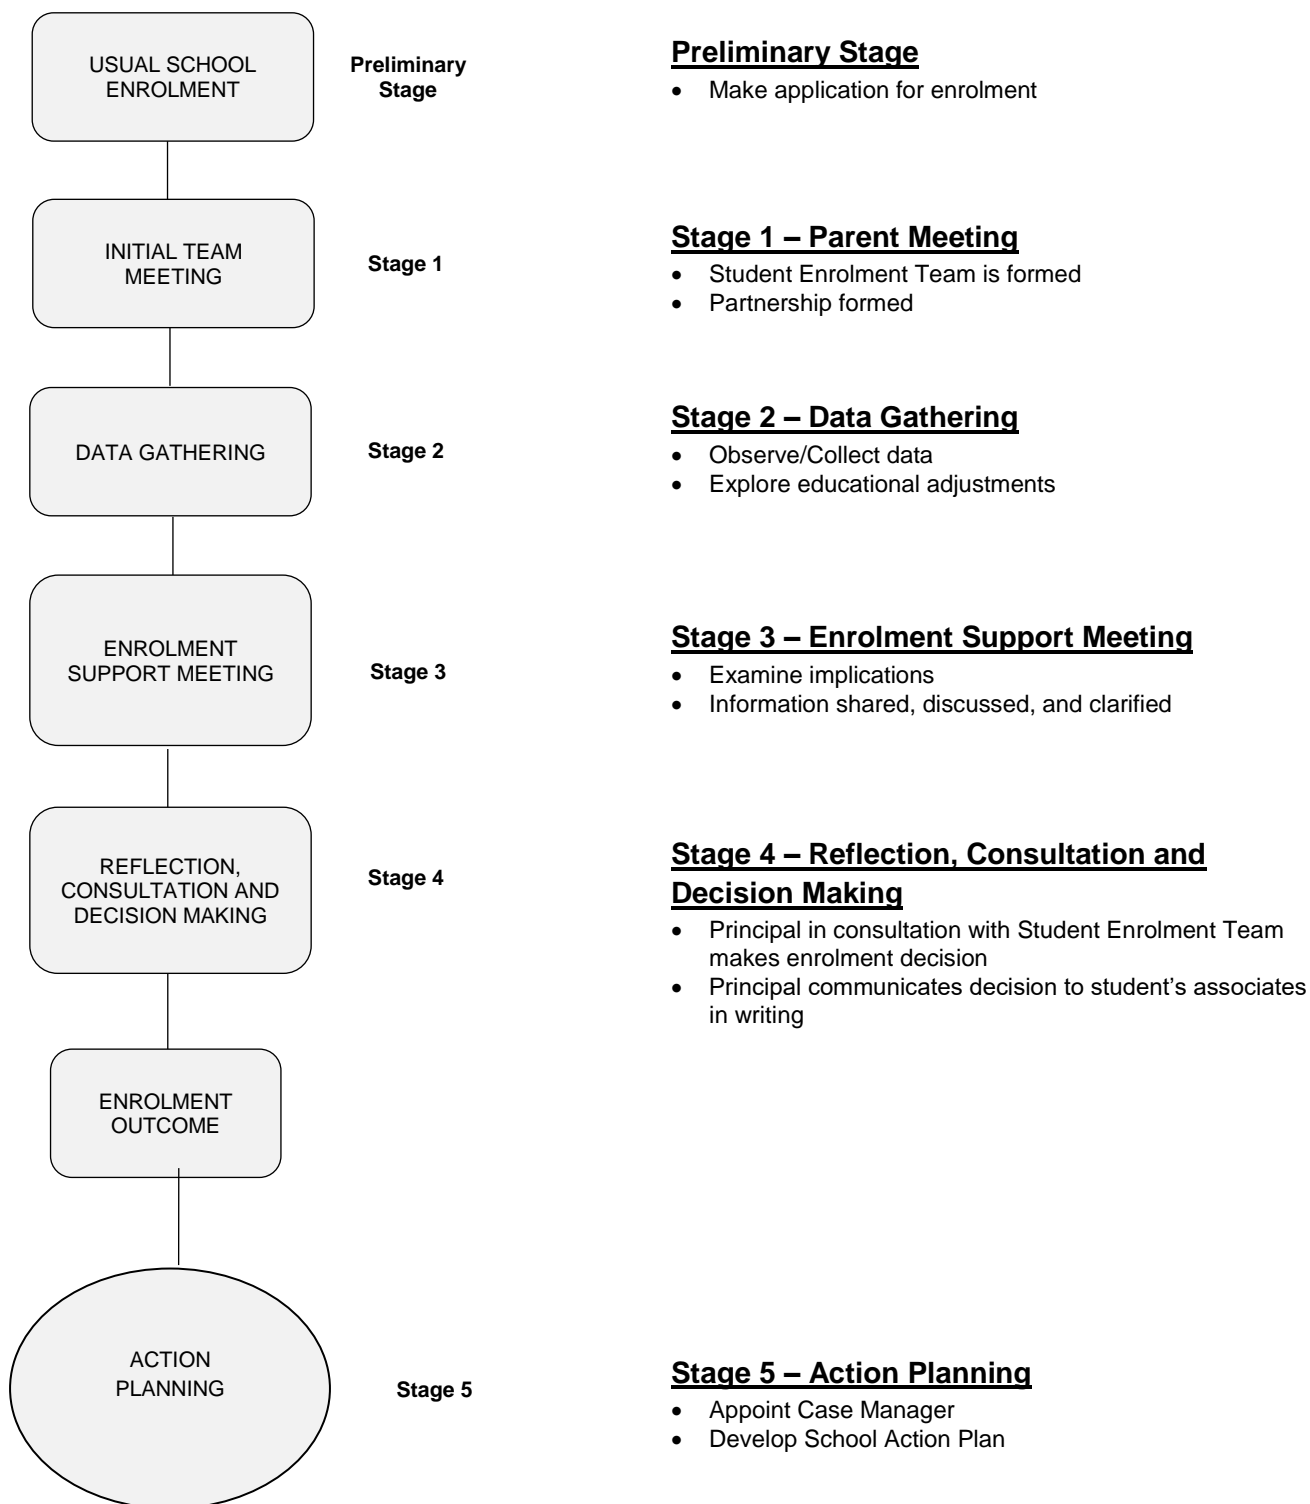 USUAL SCHOOL
ENROLMENT
Preliminary
Stage
Preliminary Stage
• Make application for enrolment
INITIAL TEAM
MEETING
Stage 1
Stage 1 – Parent Meeting
• Student Enrolment Team is formed
• Partnership formed
DATA GATHERING
Stage 2
Stage 2 – Data Gathering
• Observe/Collect data
• Explore educational adjustments
ENROLMENT
SUPPORT MEETING
Stage 3
Stage 3 – Enrolment Support Meeting
• Examine implications
• Information shared, discussed, and clarified
REFLECTION,
CONSULTATION AND
DECISION MAKING
Stage 4
Stage 4 – Reflection, Consultation and
Decision Making
• Principal in consultation with Student Enrolment Team
makes enrolment decision
• Principal communicates decision to student’s associates
in writing
ENROLMENT
OUTCOME
ACTION
PLANNING
Stage 5
Stage 5 – Action Planning
• Appoint Case Manager
• Develop School Action Plan